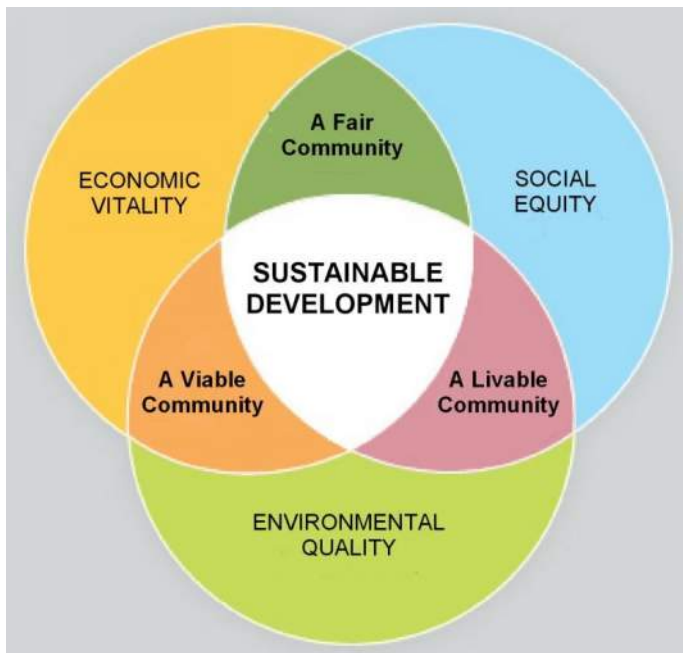 A Fair
Community
ECONOMIC
VITALITY
SOCIAL
EQUITY
SUSTAINABLE
DEVELOPMENT
A Viable
Community
A Livable
Community
ENVIRONMENTAL
QUALITY